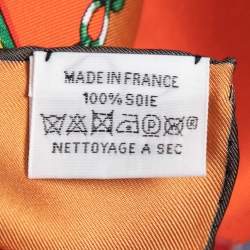 MADE IN FRANCE
100% SOIE
NETTOYAGE A SEC